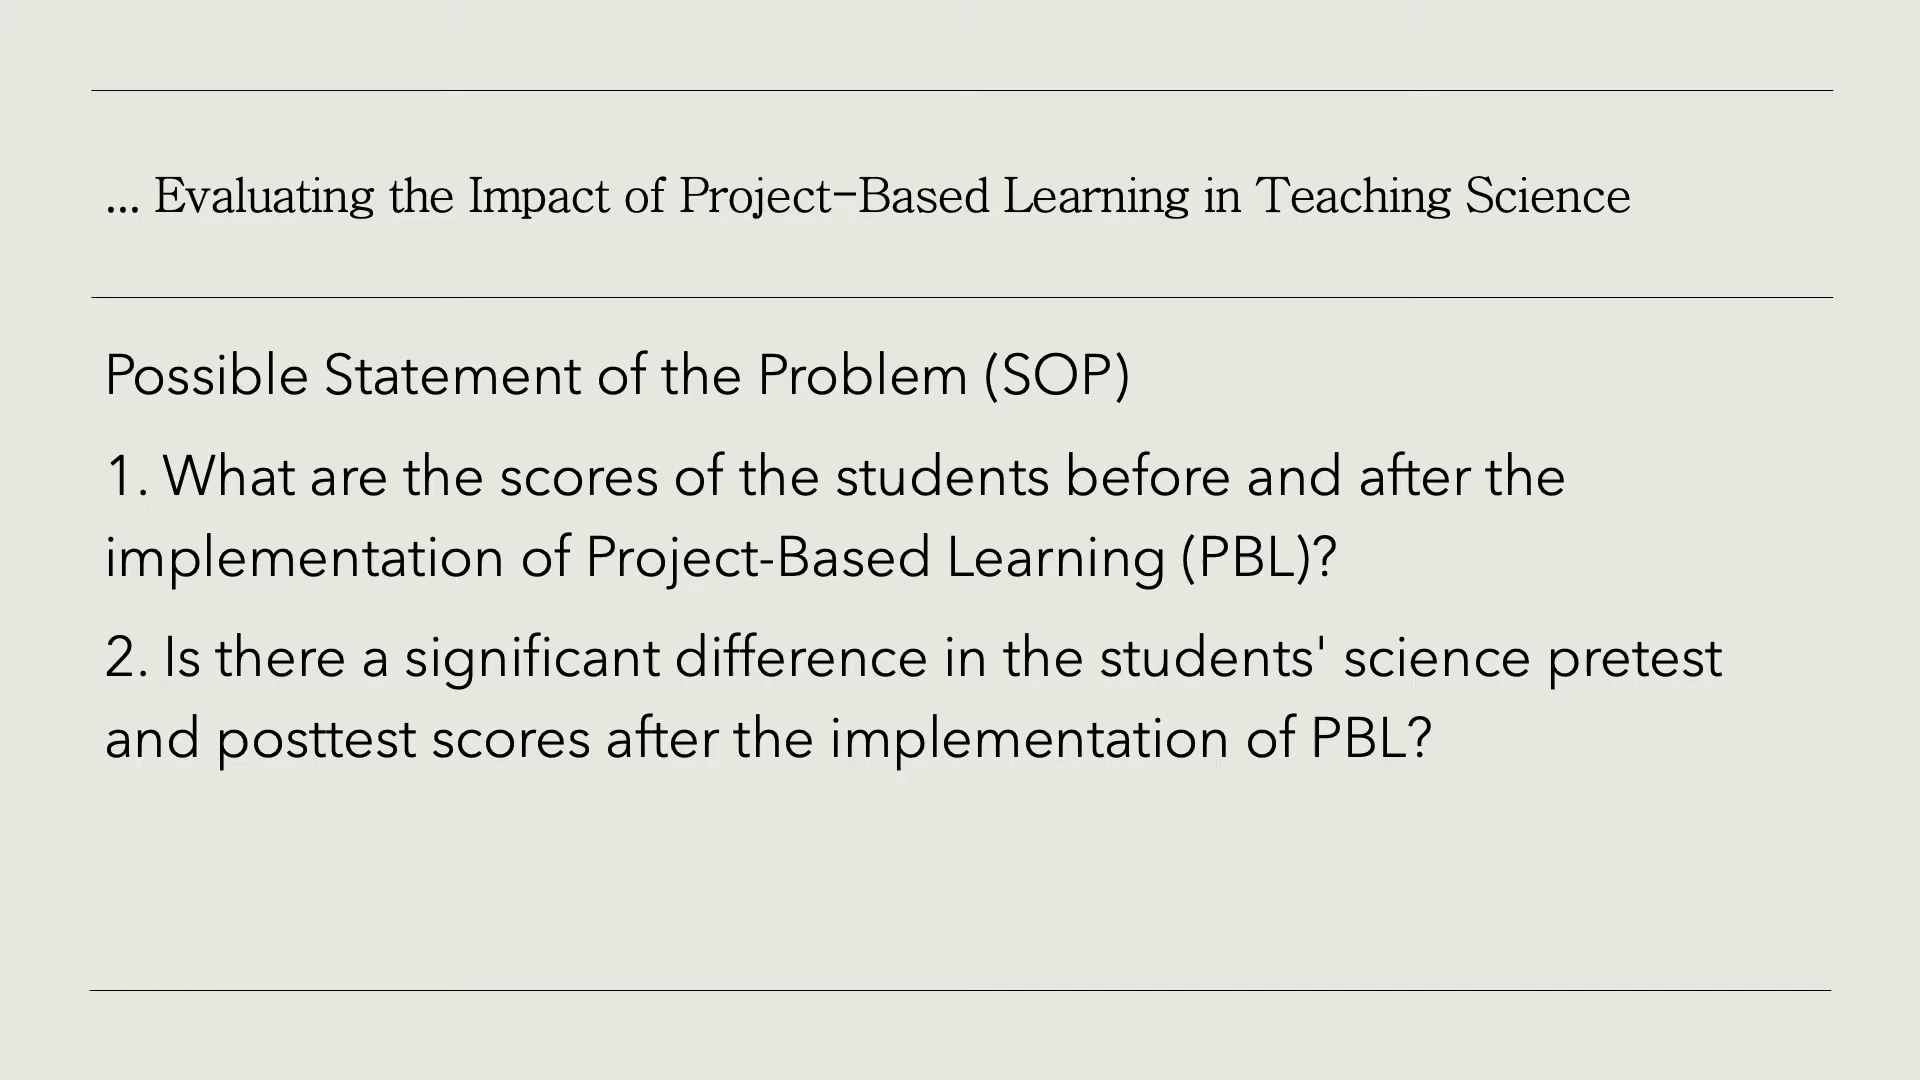 ... Evaluating the Impact of Project-Based Learning in Teaching Science
Possible Statement of the Problem (SOP)
1. What are the scores of the students before and after the
implementation of Project-Based Learning (PBL)?
2. Is there a significant difference in the students' science pretest
and posttest scores after the implementation of PBL?